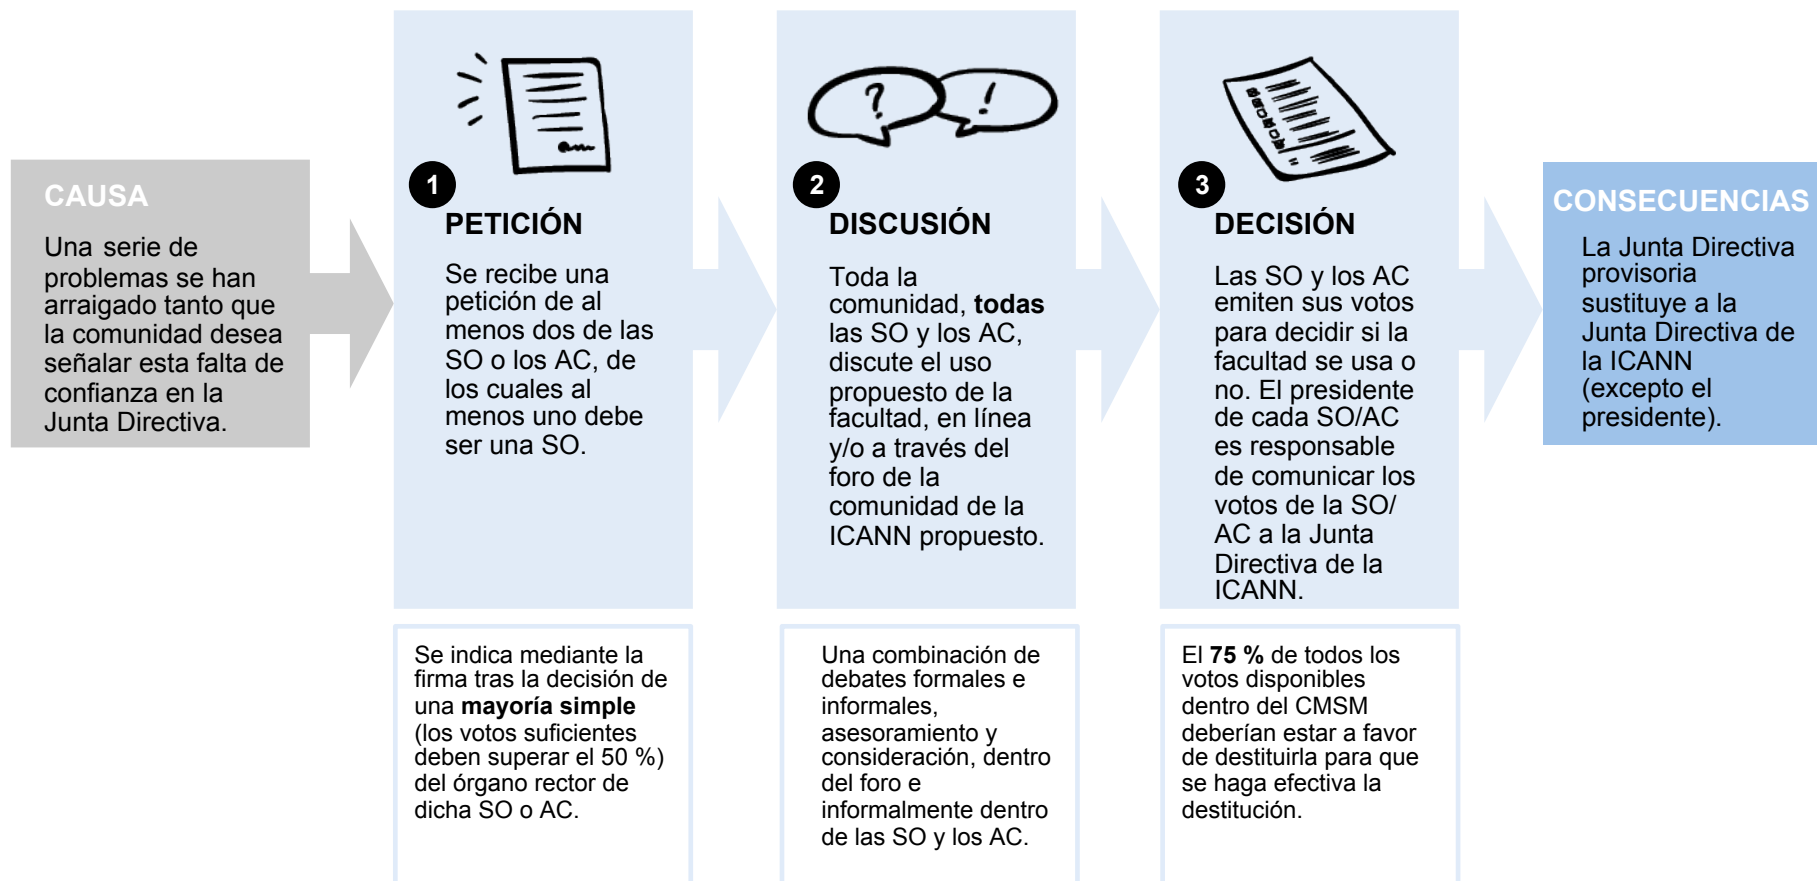 CAUSA
Una serie de
problemas se han
arraigado tanto que
la comunidad desea
señalar esta falta de
confianza en la
Junta Directiva.
1
PETICIÓN
Se recibe una
petición de al
menos dos de las
SO o los AC, de
los cuales al
menos uno debe
ser una SO.
Se indica mediante la
firma tras la decisión de
una mayoría simple
(los votos suficientes
deben superar el 50 %)
del órgano rector de
dicha SO o AC.
? !
2
DISCUSIÓN
Toda la
comunidad, todas
las SO y los AC,
discute el uso
propuesto de la
facultad, en línea
y/o a través del
foro de la
comunidad de la
ICANN propuesto.
Una combinación de
debates formales e
informales,
asesoramiento y
consideración, dentro
del foro e
informalmente dentro
de las SO y los AC.
3
DECISIÓN
Las SO y los AC
emiten sus votos
para decidir si la
facultad se usa o
no. El presidente
de cada SO/AC
es responsable
de comunicar los
votos de la SO/
AC a la Junta
Directiva de la
ICANN.
El 75 % de todos los
votos disponibles
dentro del CMSM
deberían estar a favor
de destituirla para que
se haga efectiva la
destitución.
CONSECUENCIAS
La Junta Directiva
provisoria
sustituye a la
Junta Directiva de
la ICANN
(excepto el
presidente).